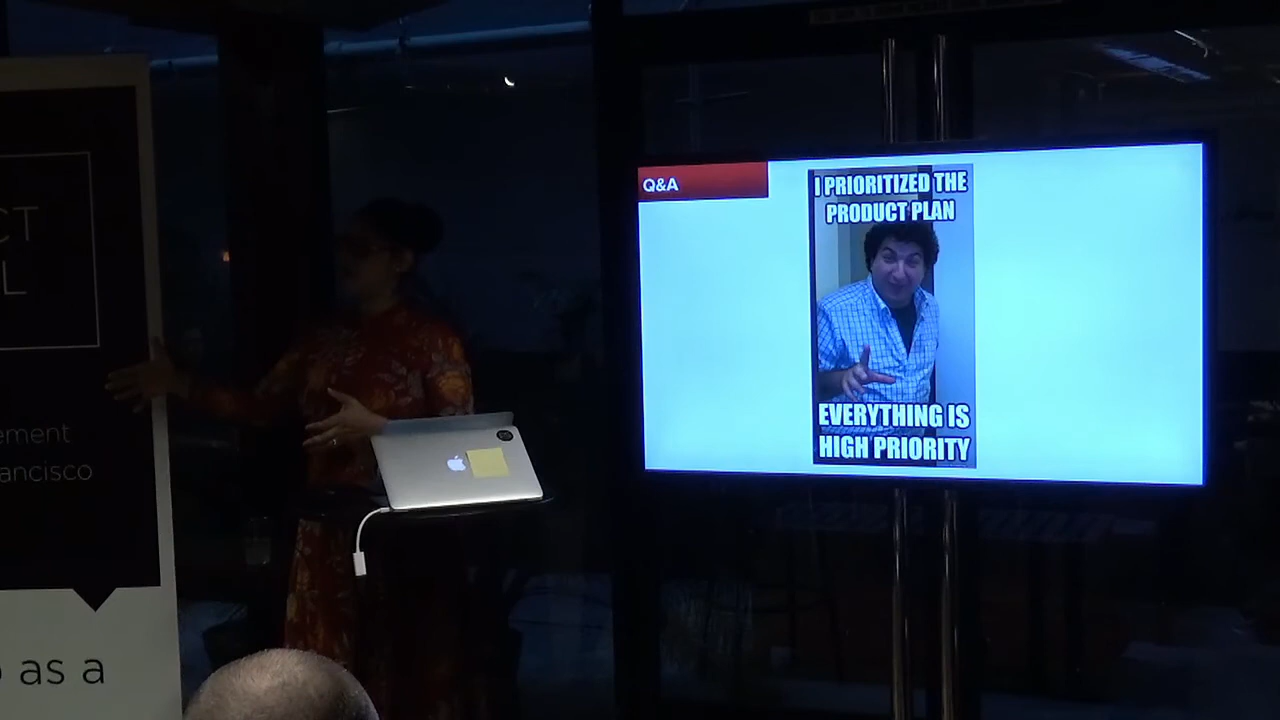 CT
L
ement
ancisco
as a
Q&A
I PRIORITIZED THE
PRODUCT PLAN
EVERYTHING IS
HIGH PRIORITY